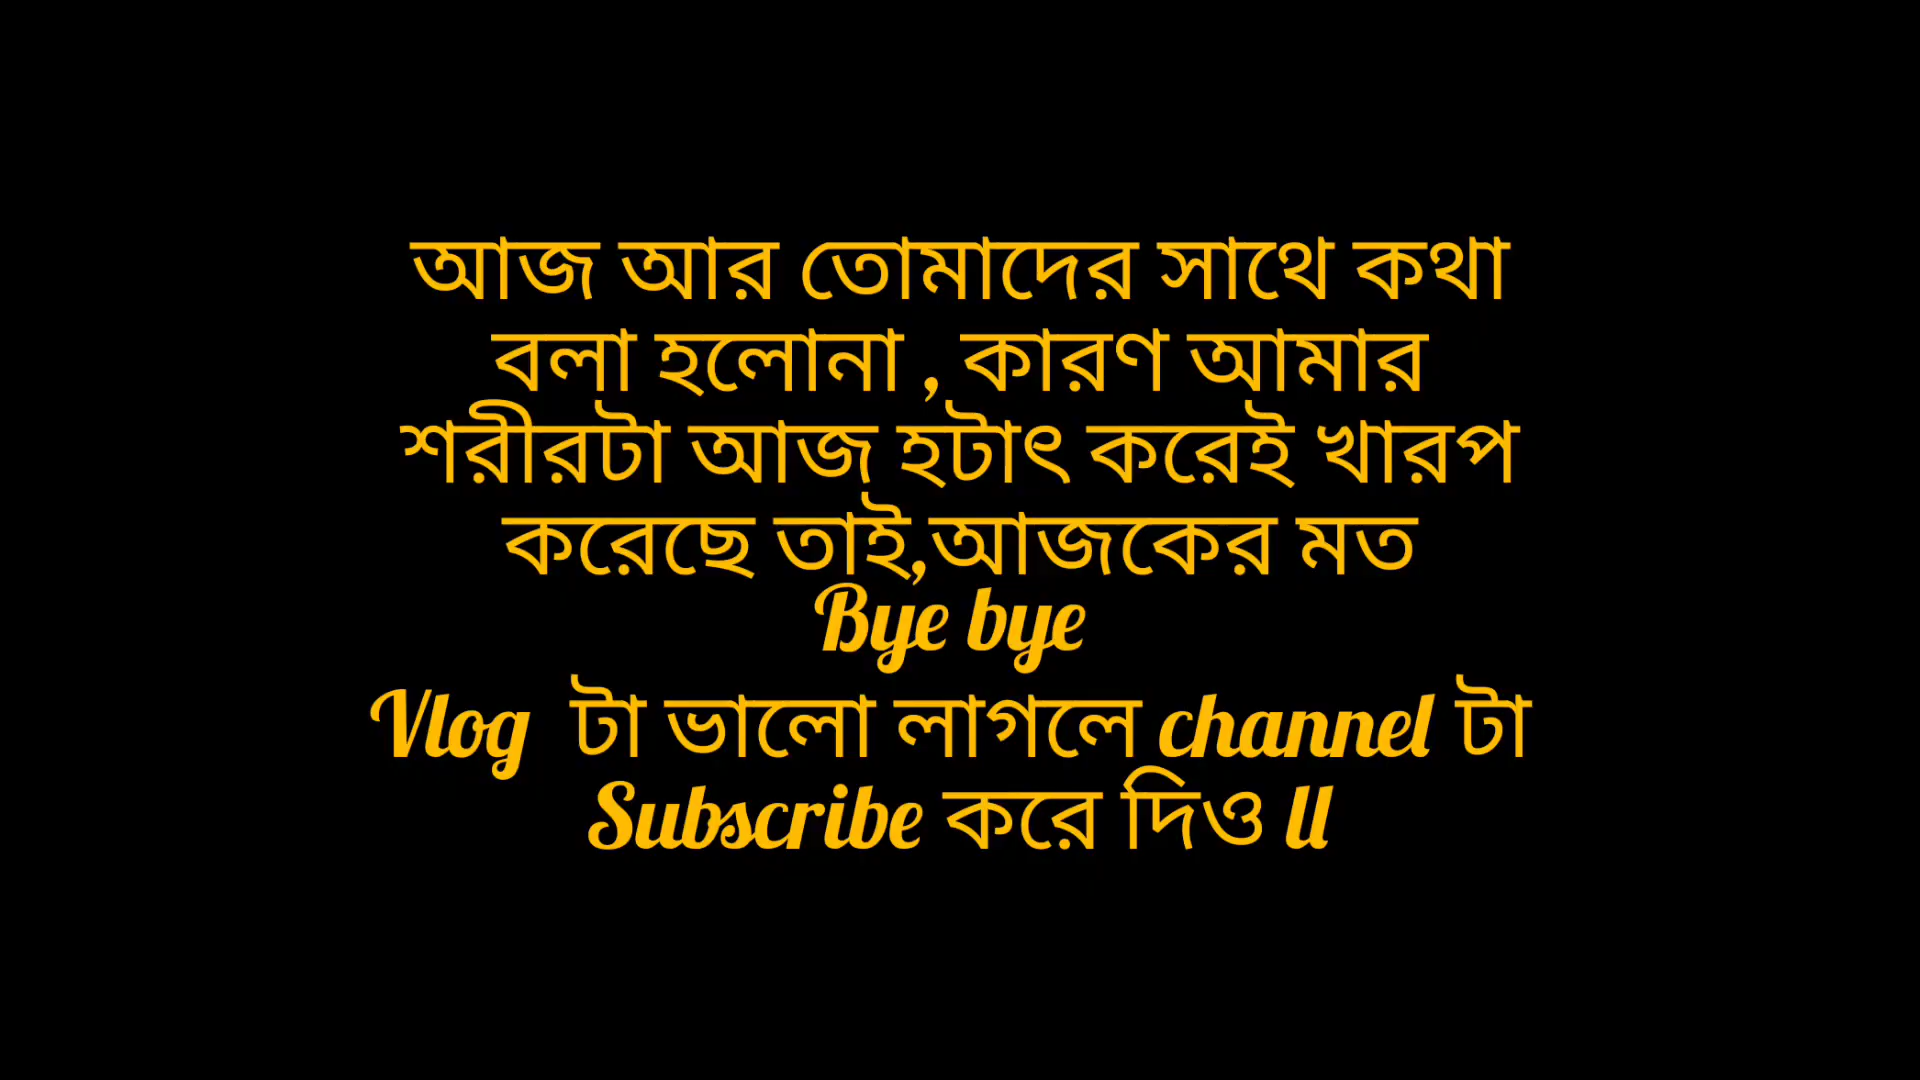 আজ আর তোমাদের সাথে কথা
বলা হলোনা , কারণ আমার
শরীরটা আজ হটাৎ করেই খারপ
করেছে তাই,আজকের মত
Bye bye
Vlog টা ভালো লাগলে channel টা
Subscribe করে দিও ll